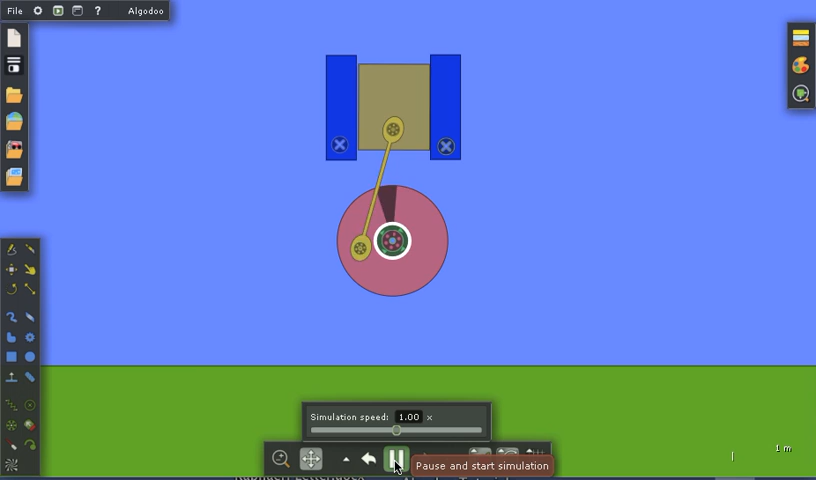 File ? Algodoo
Simulation speed: 1.00 x
Pause and start simulation
1 m